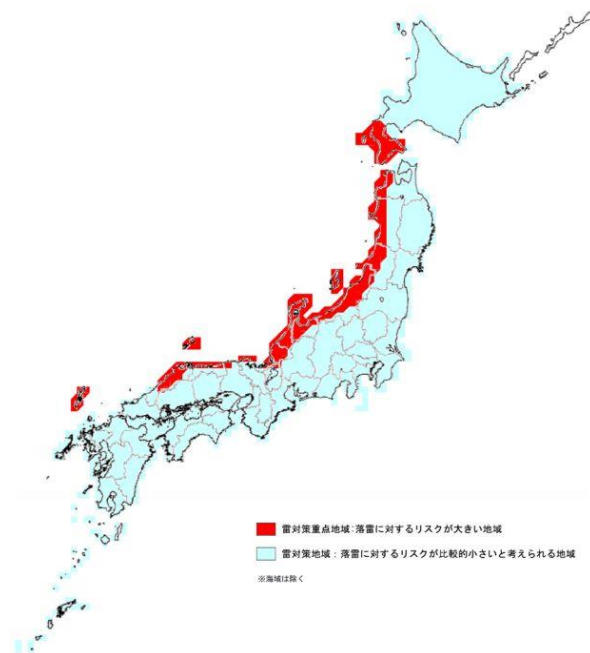 雷対策重点地域：落雷に対するリスクが大きい地域
雷対策地域：落雷に対するリスクが比較的小さいと考えられる地域
※海域は除く